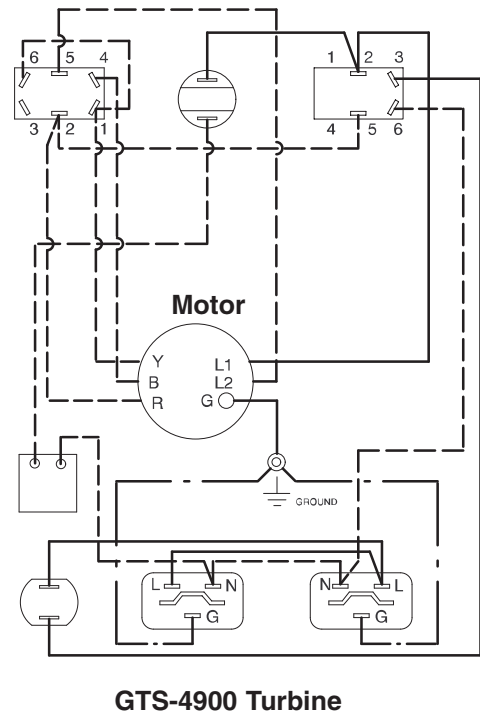 6 5 4
3 2 1
1 2 3
4 5 6
Motor
Y L1
B L2
R G
GROUND
L N
G
N L
G
GTS-4900 Turbine